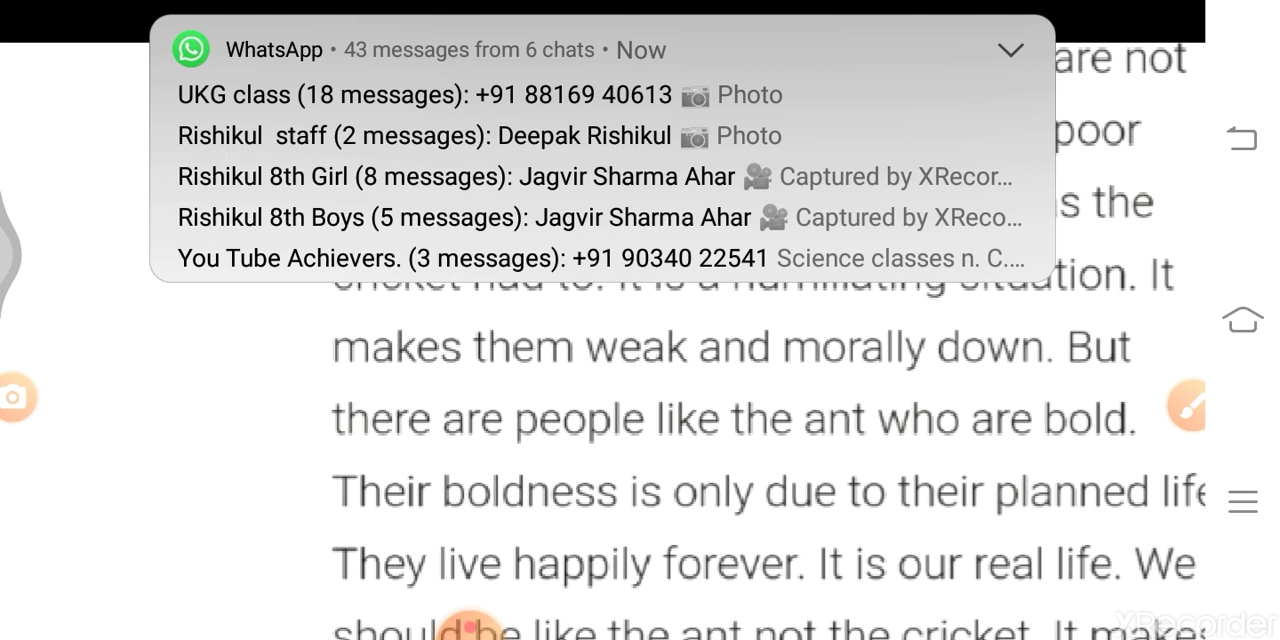 WhatsApp • 43 messages from 6 chats • Now
are not
UKG class (18 messages): +91 88169 40613 📷 Photo
Rishikul staff (2 messages): Deepak Rishikul 📷 Photo
poor
Rishikul 8th Girl (8 messages): Jagvir Sharma Ahar 🎥 Captured by XRecor...
Rishikul 8th Boys (5 messages): Jagvir Sharma Ahar 🎥 Captured by XReco...
s the
You Tube Achievers. (3 messages): +91 90340 22541 Science classes n. C....
cricket had to. It is a humiliating situation. It
makes them weak and morally down. But
there are people like the ant who are bold.
Their boldness is only due to their planned life
They live happily forever. It is our real life. We
should be like the ant not the cricket. It make
XRecorder